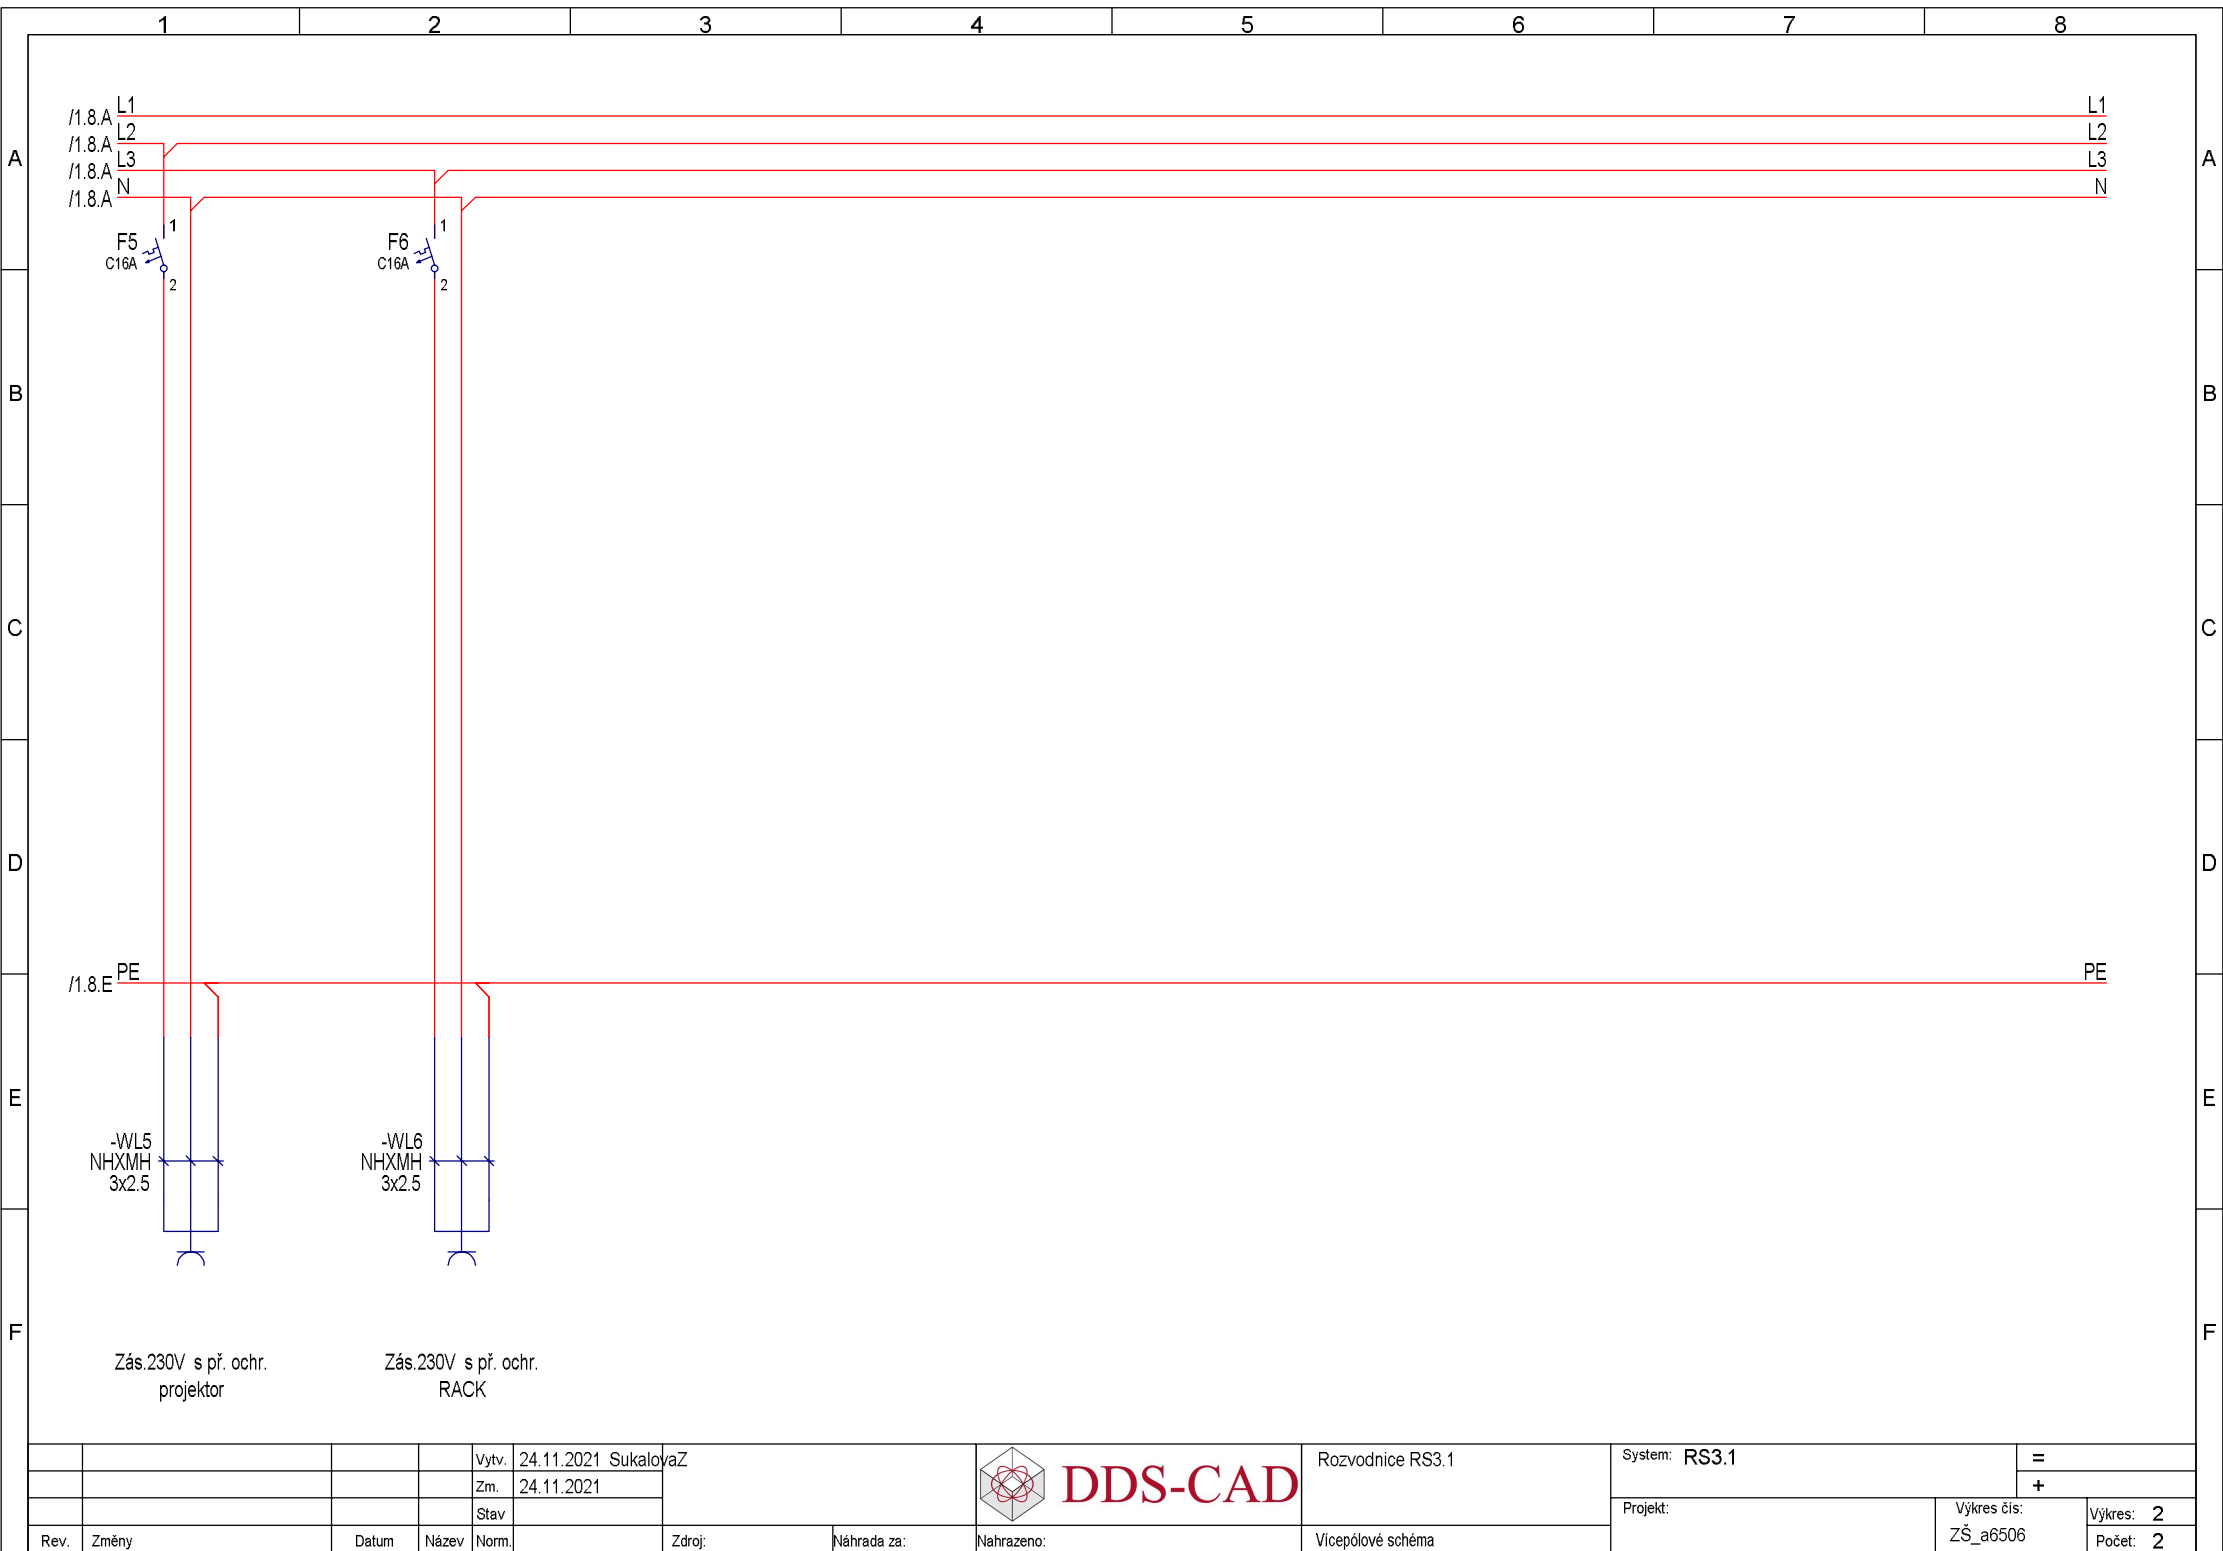 1 2 3 4 5 6 7 8
L1 L1
/1.8.A
L2 L2
/1.8.A
A L3 L3 A
/1.8.A
N N
/1.8.A
1 1
F5 F6
C16A C16A
2 2
B B
C C
D D
PE PE
/1.8.E
E E
-WL5 -WL6
NHXMH NHXMH
3x2.5 3x2.5
F F
Zás.230V s př. ochr. Zás.230V s př. ochr.
projektor RACK
Vytv. 24.11.2021 SukalovaZ
Zm. 24.11.2021
Stav
Rev. Změny Datum Název Norm. Zdroj: Náhrada za: Nahrazeno:
DDS-CAD
Rozvodnice RS3.1
Vícepólové schéma
System: RS3.1
=
+
Projekt:
Výkres čís:
ZŠ_a6506
Výkres: 2
Počet: 2